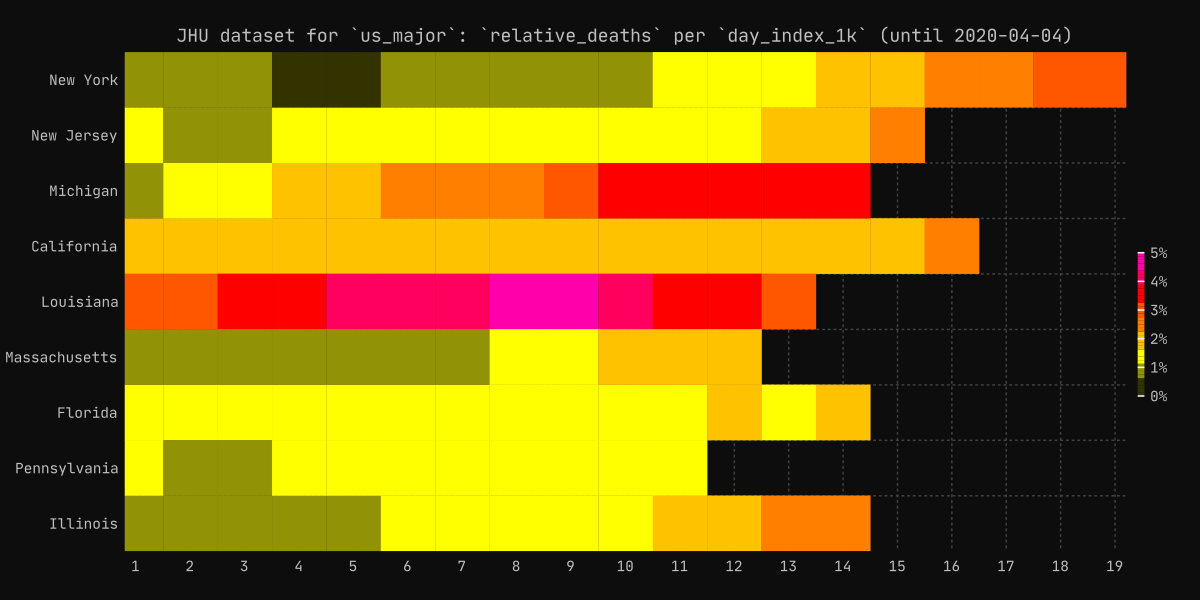 JHU dataset for `us_major`: `relative_deaths` per `day_index_1k` (until 2020-04-04)
New York
New Jersey
Michigan
California
Louisiana
Massachusetts
Florida
Pennsylvania
Illinois
5%
4%
3%
2%
1%
0%
1 2 3 4 5 6 7 8 9 10 11 12 13 14 15 16 17 18 19